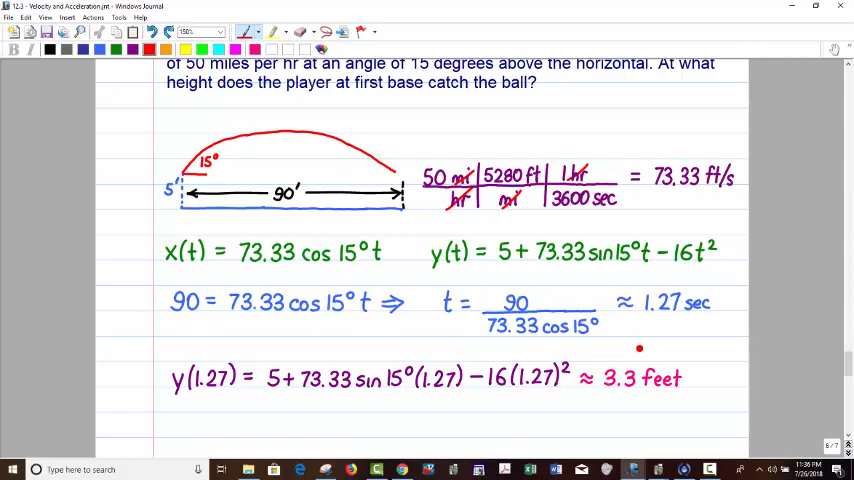 12.3 - Velocity and Acceleration.jnt - Windows Journal
File Edit View Insert Actions Tools Help
150%
B I
of 50 miles per hr at an angle of 15 degrees above the horizontal. At what
height does the player at first base catch the ball?
15°
5'
90'
50 mi | 5280 ft | 1 hr
hr | mi | 3600 sec
= 73.33 ft/s
x(t) = 73.33 cos 15° t
y(t) = 5 + 73.33 sin 15° t - 16t²
90 = 73.33 cos 15° t ⇒
t = 90 / 73.33 cos 15° ≈ 1.27 sec
y(1.27) = 5 + 73.33 sin 15° (1.27) - 16 (1.27)² ≈ 3.3 feet
6 / 7
Type here to search
11:36 PM
7/26/2018